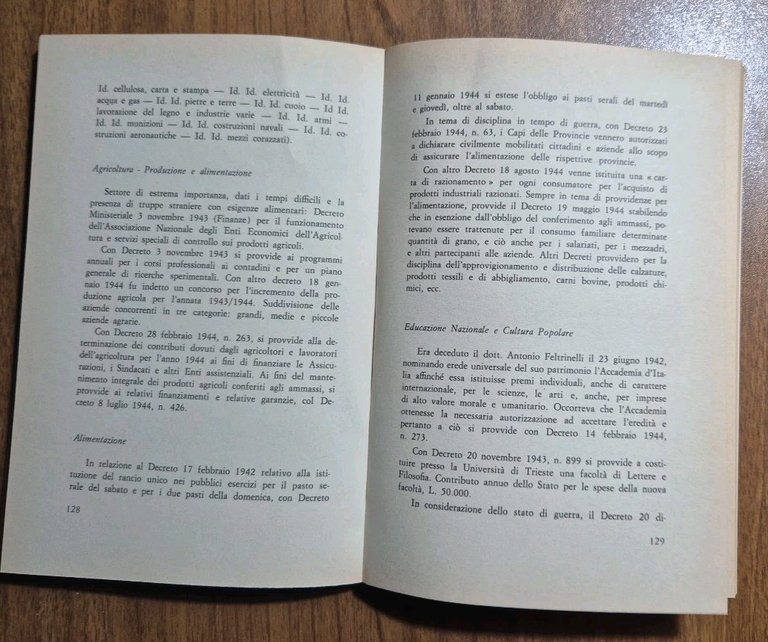 Id. cellulosa, carta e stampa — Id. Id. elettricità — Id. Id.
acqua e gas — Id. Id. pietre e terre — Id. Id. cuoio — Id. Id.
lavorazione del legno e industrie varie — Id. Id. armi —
Id. Id. munizioni — Id. Id. costruzioni navali — Id. Id. co-
struzioni aeronautiche — Id. Id. mezzi corazzati).
Agricoltura - Produzione e alimentazione
Settore di estrema importanza, dati i tempi difficili e la
presenza di truppe straniere con esigenze alimentari: Decreto
Ministeriale 3 novembre 1943 (Finanze) per il funzionamento
dell'Associazione Nazionale degli Enti Economici dell'Agricol-
tura e servizi speciali di controllo sui prodotti agricoli.
Con Decreto 3 novembre 1943 si provvide ai programmi
annuali per i corsi professionali ai contadini e per un piano
generale di ricerche sperimentali. Con altro decreto 18 gen-
naio 1944 fu indetto un concorso per l'incremento della pro-
duzione agricola per l'annata 1943/1944. Suddivisione delle
aziende concorrenti in tre categorie: grandi, medie e piccole
aziende agrarie.
Con Decreto 28 febbraio 1944, n. 263, si provvide alla de-
terminazione dei contributi dovuti dagli agricoltori e lavoratori
dell'agricoltura per l'anno 1944 ai fini di finanziare le Assicu-
razioni, i Sindacati e altri Enti assistenziali. Ai fini del mante-
nimento integrale dei prodotti agricoli conferiti agli ammassi, si
provvide ai relativi finanziamenti e relative garanzie, col De-
creto 8 luglio 1944, n. 426.
Alimentazione
In relazione al Decreto 17 febbraio 1942 relativo alla isti-
tuzione del rancio unico nei pubblici esercizi per il pasto se-
rale del sabato e per i due pasti della domenica, con Decreto
128
11 gennaio 1944 si estese l'obbligo ai pasti serali del martedì
e giovedì, oltre al sabato.
In tema di disciplina in tempo di guerra, con Decreto 23
febbraio 1944, n. 63, i Capi delle Provincie vennero autorizzati
a dichiarare civilmente mobilitati cittadini e aziende allo scopo
di assicurare l'alimentazione delle rispettive provincie.
Con altro Decreto 18 agosto 1944 venne istituita una « car-
ta di razionamento » per ogni consumatore per l'acquisto di
prodotti industriali razionati. Sempre in tema di provvidenze per
l'alimentazione, provvide il Decreto 19 maggio 1944 stabilendo
che in esenzione dall'obbligo del conferimento agli ammassi, po-
tevano essere trattenute per il consumo familiare determinate
quantità di grano, e ciò anche per i salariati, per i mezzadri,
e altri partecipanti alle aziende. Altri Decreti provvidero per la
disciplina dell'approvigionamento e distribuzione delle calzature,
prodotti tessili e di abbigliamento, carni bovine, prodotti chi-
mici, ecc.
Educazione Nazionale e Cultura Popolare
Era deceduto il dott. Antonio Feltrinelli il 23 giugno 1942,
nominando erede universale del suo patrimonio l'Accademia d'Ita-
lia affinché essa istituisse premi individuali, anche di carattere
internazionale, per le scienze, le arti e, anche, per imprese
di alto valore morale e umanitario. Occorreva che l'Accademia
ottenesse la necessaria autorizzazione ad accettare l'eredità e
pertanto a ciò si provvide con Decreto 14 febbraio 1944,
n. 273.
Con Decreto 20 novembre 1943, n. 899 si provvide a costi-
tuire presso la Università di Trieste una facoltà di Lettere e
Filosofia. Contributo annuo dello Stato per le spese della nuova
facoltà, L. 50.000.
In considerazione dello stato di guerra, il Decreto 20 di-
129